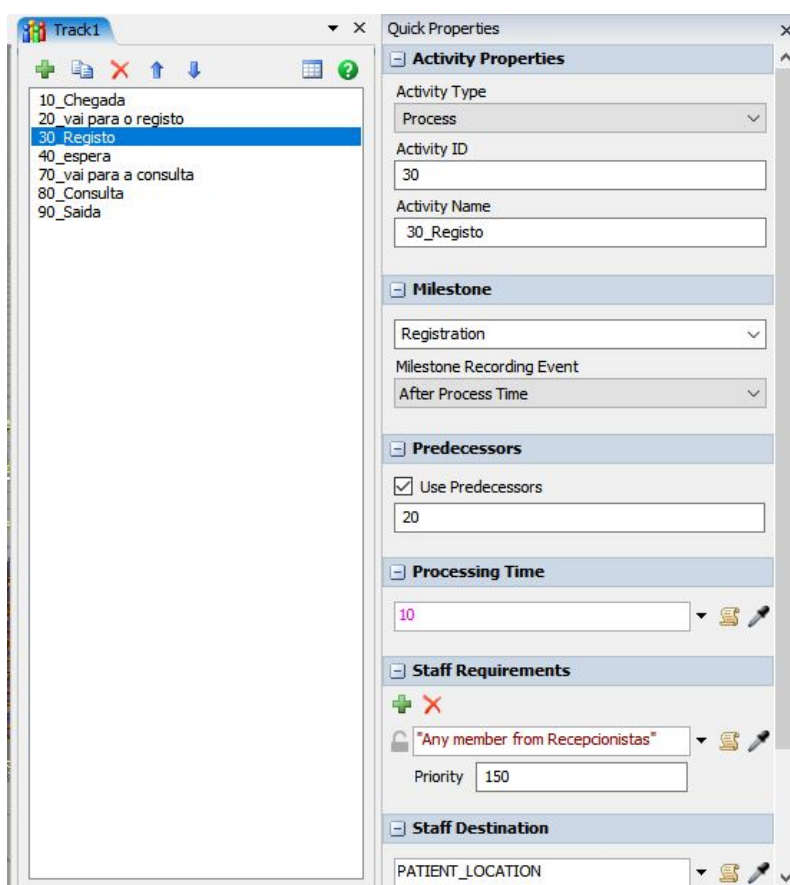 Track1
10_Chegada
20_vai para o registo
30_Registo
40_espera
70_vai para a consulta
80_Consulta
90_Saida
Quick Properties
Activity Properties
Activity Type
Process
Activity ID
30
Activity Name
30_Registo
Milestone
Registration
Milestone Recording Event
After Process Time
Predecessors
Use Predecessors
20
Processing Time
10
Staff Requirements
"Any member from Recepcionistas"
Priority 150
Staff Destination
PATIENT_LOCATION